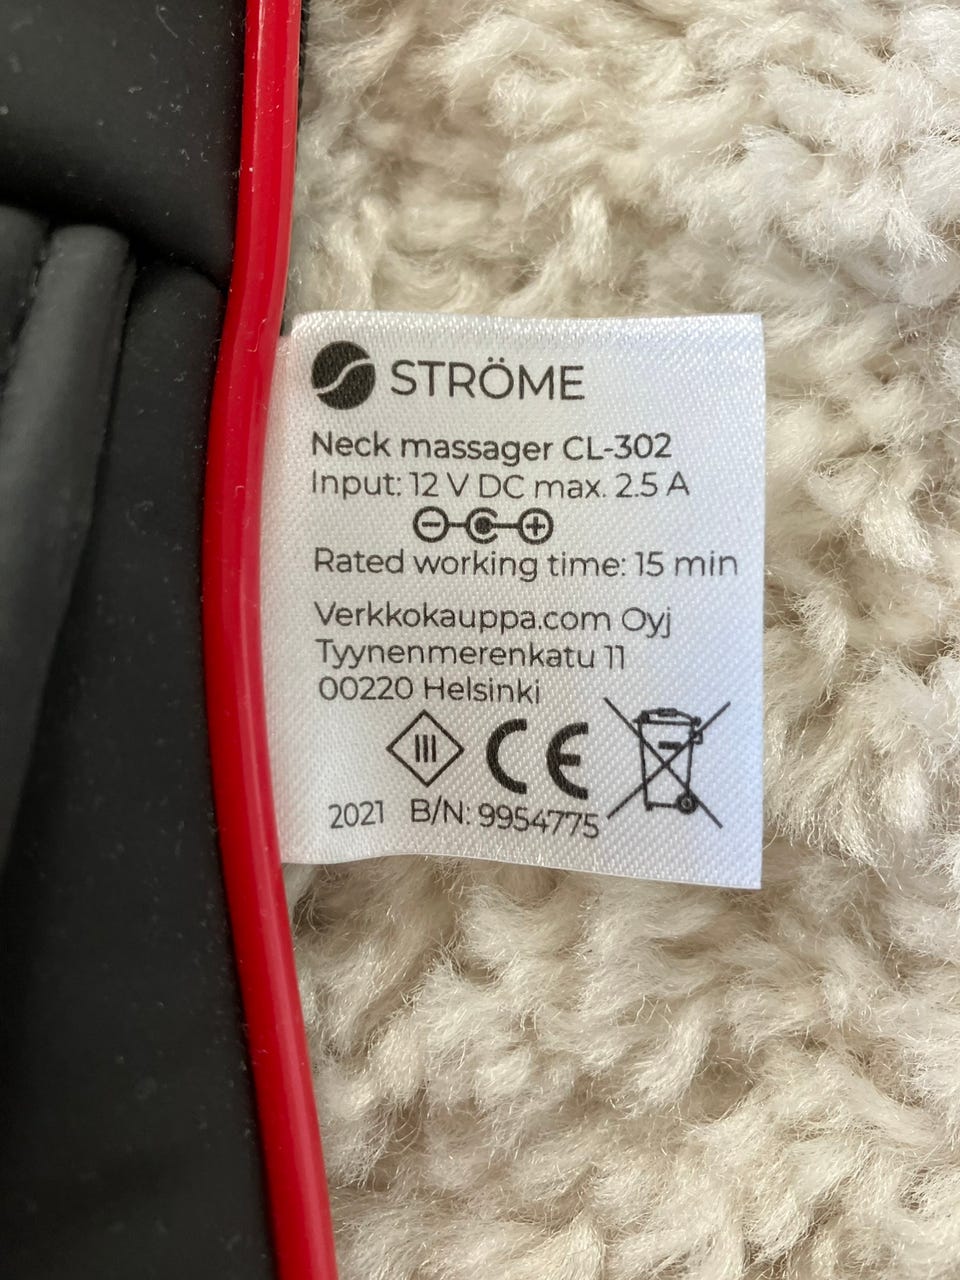 STRÖME
Neck massager CL-302
Input: 12 V DC max. 2.5 A
Rated working time: 15 min
Verkkokauppa.com Oyj
Tyynenmerenkatu 11
00220 Helsinki
III CE
2021 B/N: 9954775